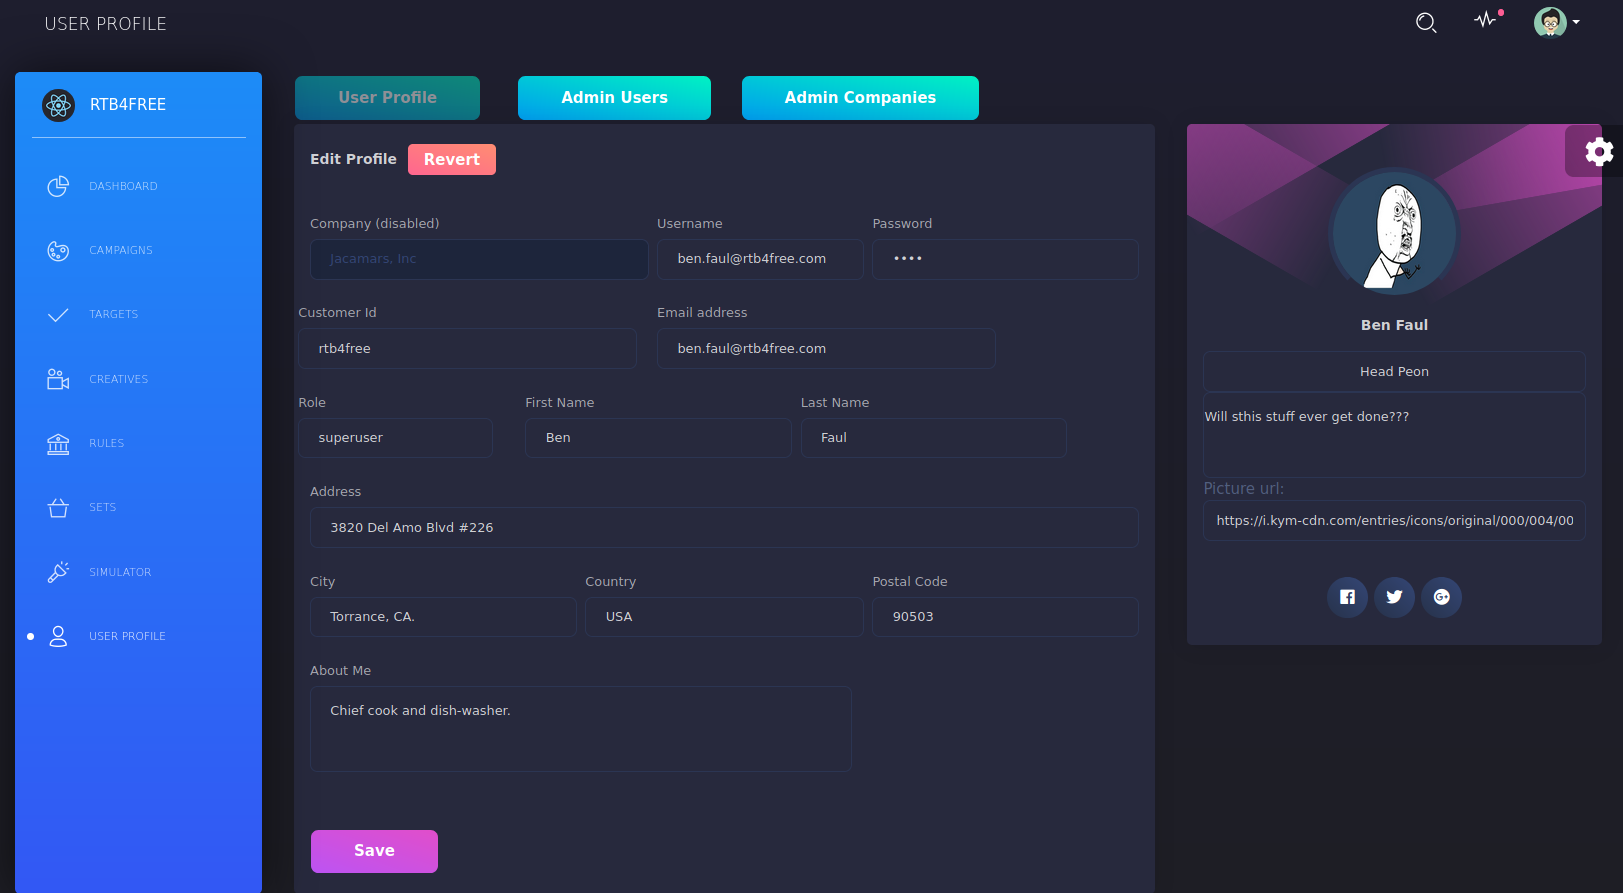 USER PROFILE
RTB4FREE
DASHBOARD
CAMPAIGNS
TARGETS
CREATIVES
RULES
SETS
SIMULATOR
USER PROFILE
User Profile
Admin Users
Admin Companies
Edit Profile
Revert
Company (disabled)
Username
Password
Jacamars, Inc
ben.faul@rtb4free.com
••••
Customer Id
Email address
rtb4free
ben.faul@rtb4free.com
Role
First Name
Last Name
superuser
Ben
Faul
Address
3820 Del Amo Blvd #226
City
Country
Postal Code
Torrance, CA.
USA
90503
About Me
Chief cook and dish-washer.
Save
Ben Faul
Head Peon
Will sthis stuff ever get done???
Picture url:
https://i.kym-cdn.com/entries/icons/original/000/004/00